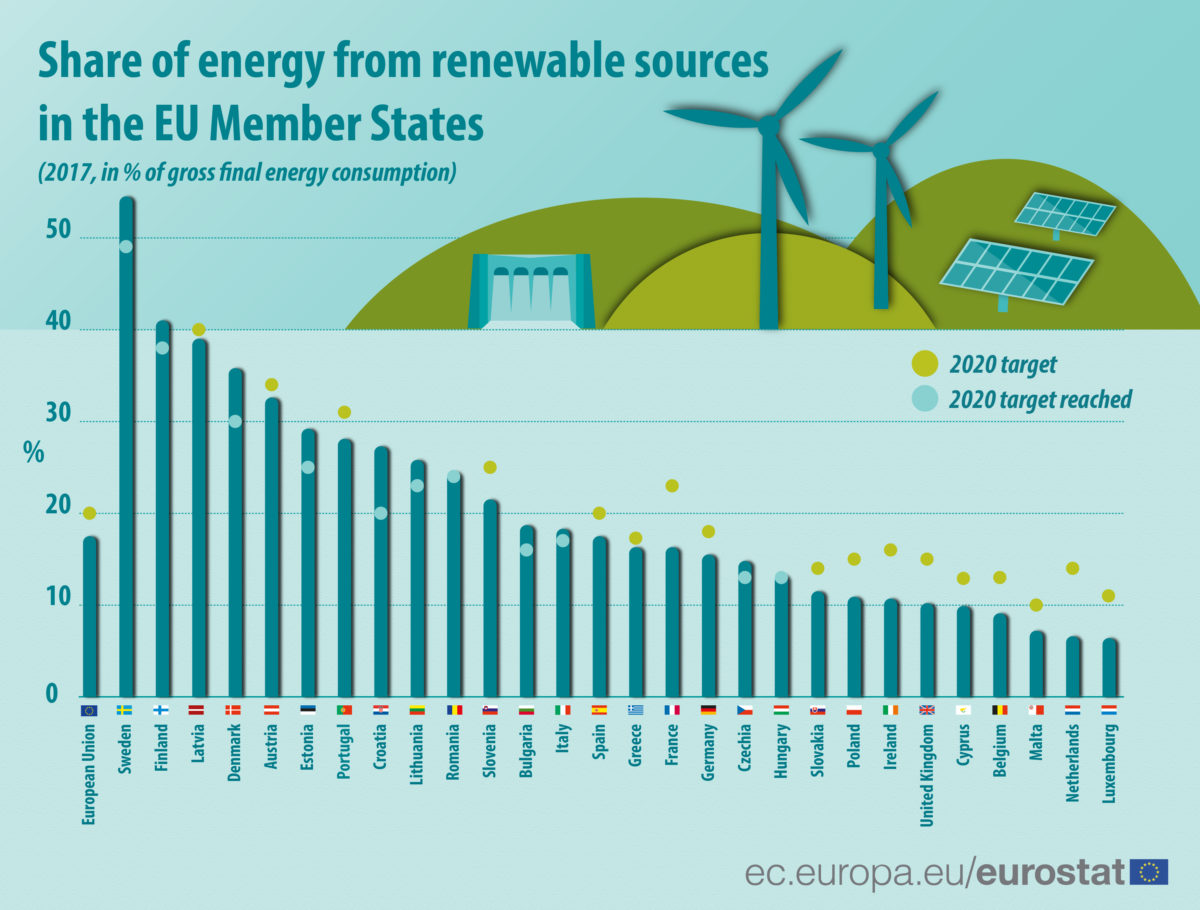 Share of energy from renewable sources
in the EU Member States
(2017, in % of gross final energy consumption)
50
40
2020 target
2020 target reached
30
%
20
10
0
European Union
Sweden
Finland
Latvia
Denmark
Austria
Estonia
Portugal
Croatia
Lithuania
Romania
Slovenia
Bulgaria
Italy
Spain
Greece
France
Germany
Czechia
Hungary
Slovakia
Poland
Ireland
United Kingdom
Cyprus
Belgium
Malta
Netherlands
Luxembourg
ec.europa.eu/eurostat